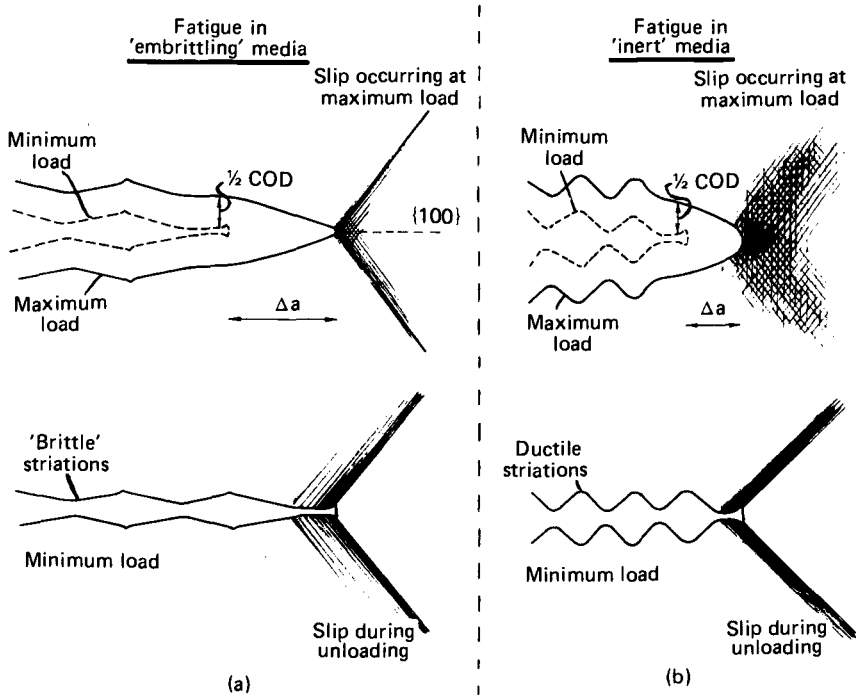 Fatigue in
'embrittling' media
Slip occurring at
maximum load
Minimum
load
½ COD
{100}
Maximum
load
Δa
'Brittle'
striations
Minimum load
Slip during
unloading
(a)
Fatigue in
'inert' media
Slip occurring at
maximum load
Minimum
load
½ COD
Maximum
load
Δa
Ductile
striations
Minimum load
Slip during
unloading
(b)